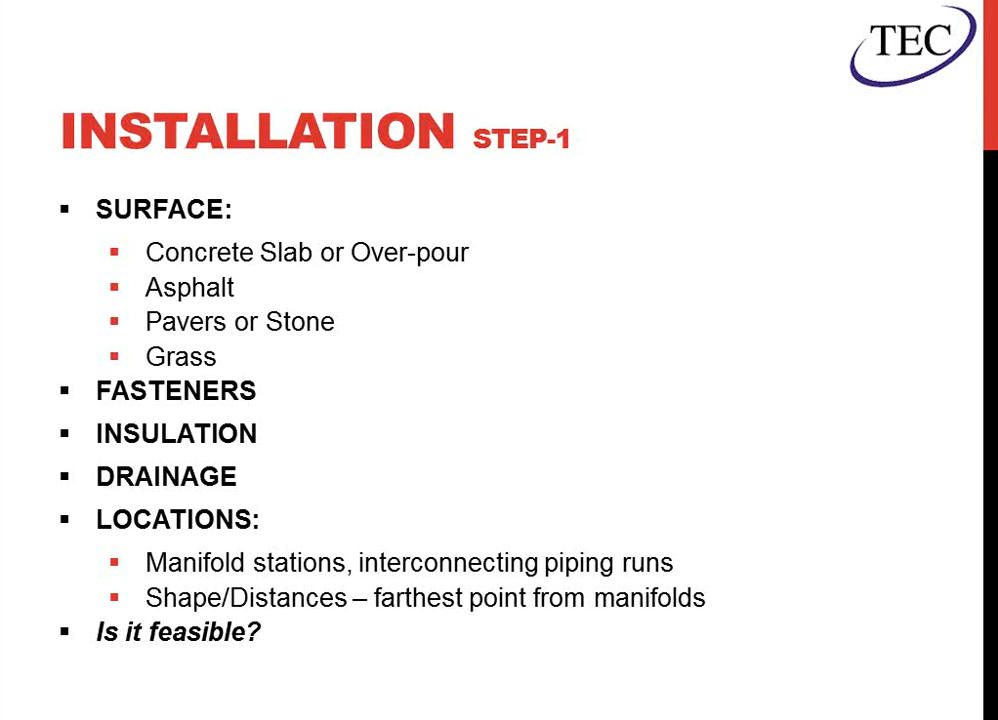 TEC
INSTALLATION STEP-1
▪ SURFACE:
▪ Concrete Slab or Over-pour
▪ Asphalt
▪ Pavers or Stone
▪ Grass
▪ FASTENERS
▪ INSULATION
▪ DRAINAGE
▪ LOCATIONS:
▪ Manifold stations, interconnecting piping runs
▪ Shape/Distances – farthest point from manifolds
▪ Is it feasible?